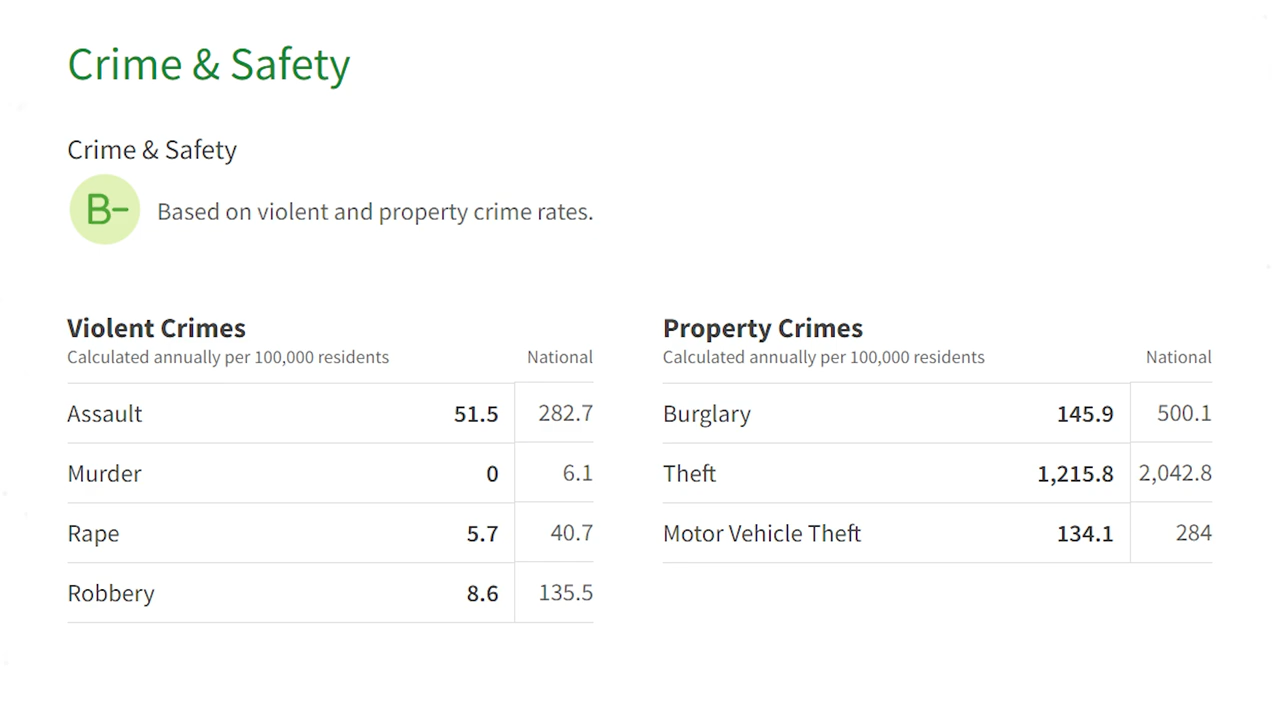 Crime & Safety
Crime & Safety
B-
Based on violent and property crime rates.
Violent Crimes
Calculated annually per 100,000 residents National
Assault 51.5 282.7
Murder 0 6.1
Rape 5.7 40.7
Robbery 8.6 135.5
Property Crimes
Calculated annually per 100,000 residents National
Burglary 145.9 500.1
Theft 1,215.8 2,042.8
Motor Vehicle Theft 134.1 284